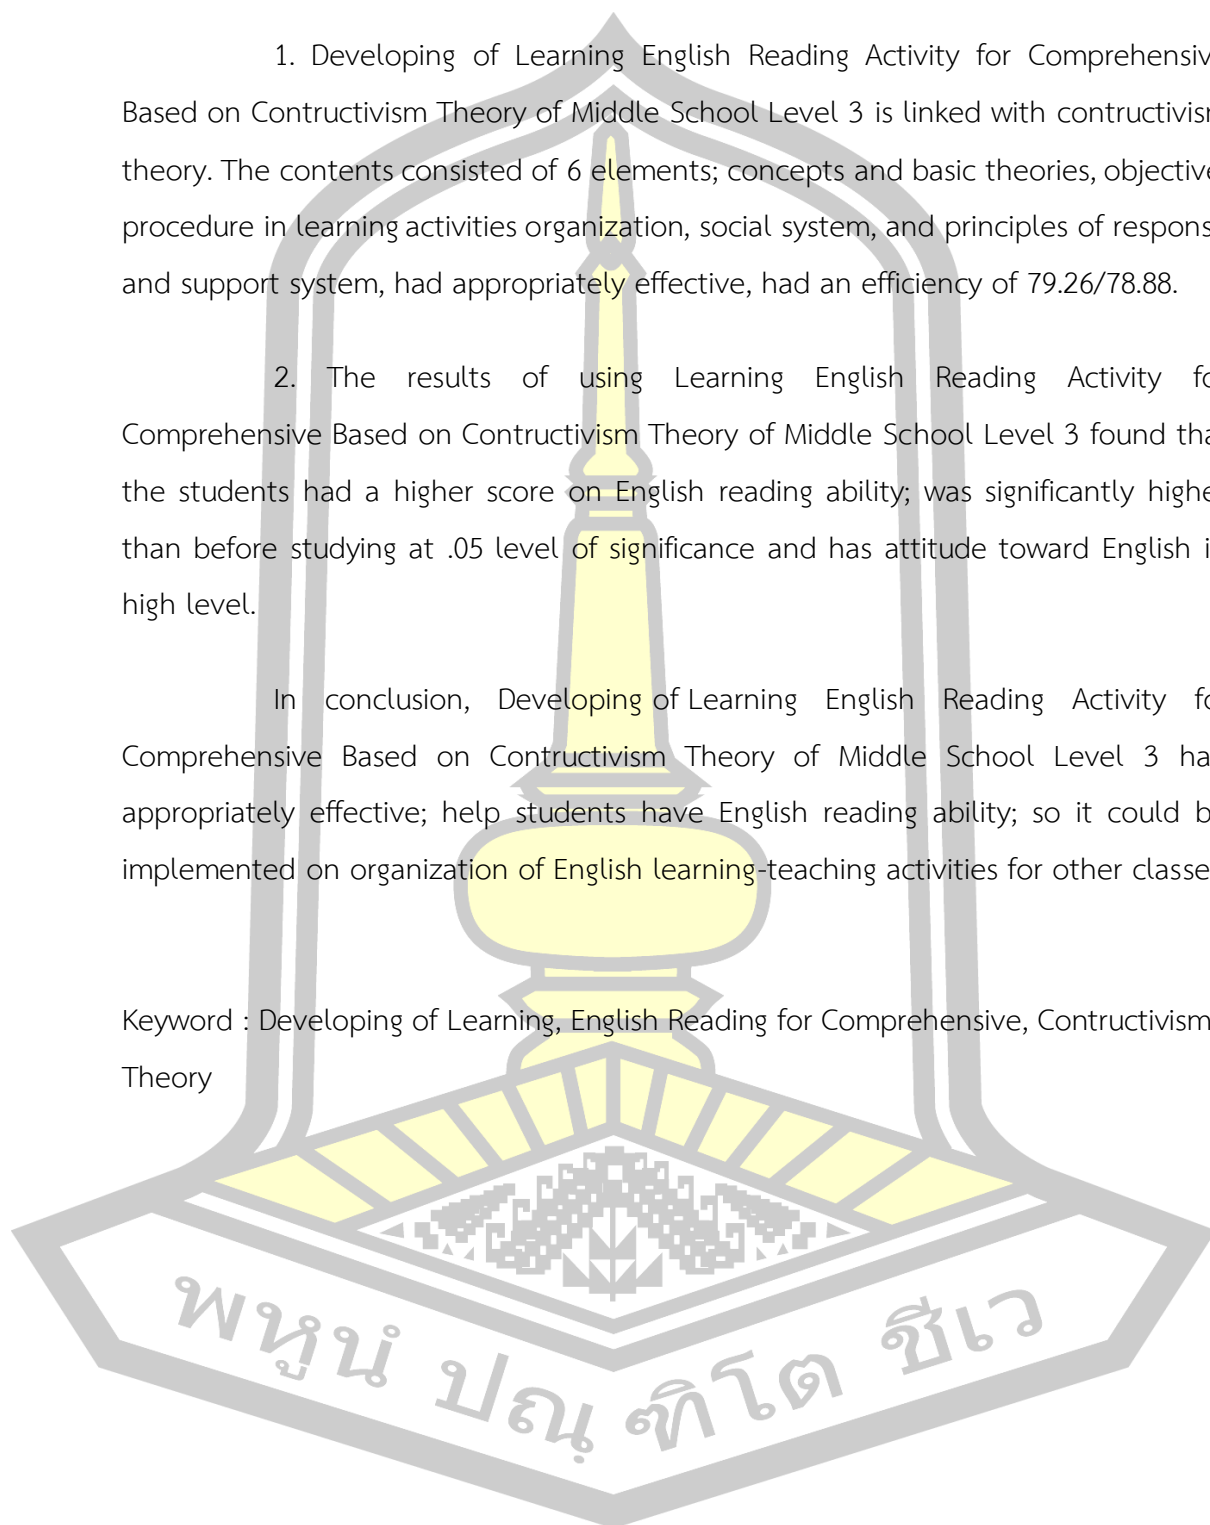 1. Developing of Learning English Reading Activity for Comprehensiv
Based on Contructivism Theory of Middle School Level 3 is linked with contructivis
theory. The contents consisted of 6 elements; concepts and basic theories, objective
procedure in learning activities organization, social system, and principles of respons
and support system, had appropriately effective, had an efficiency of 79.26/78.88.
2. The results of using Learning English Reading Activity fo
Comprehensive Based on Contructivism Theory of Middle School Level 3 found tha
the students had a higher score on English reading ability; was significantly highe
than before studying at .05 level of significance and has attitude toward English i
high level.
In conclusion, Developing of Learning English Reading Activity fo
Comprehensive Based on Contructivism Theory of Middle School Level 3 ha
appropriately effective; help students have English reading ability; so it could b
implemented on organization of English learning-teaching activities for other classe
Keyword : Developing of Learning, English Reading for Comprehensive, Contructivism
Theory
พหูนํ ปณฺฑิโต ชีเว